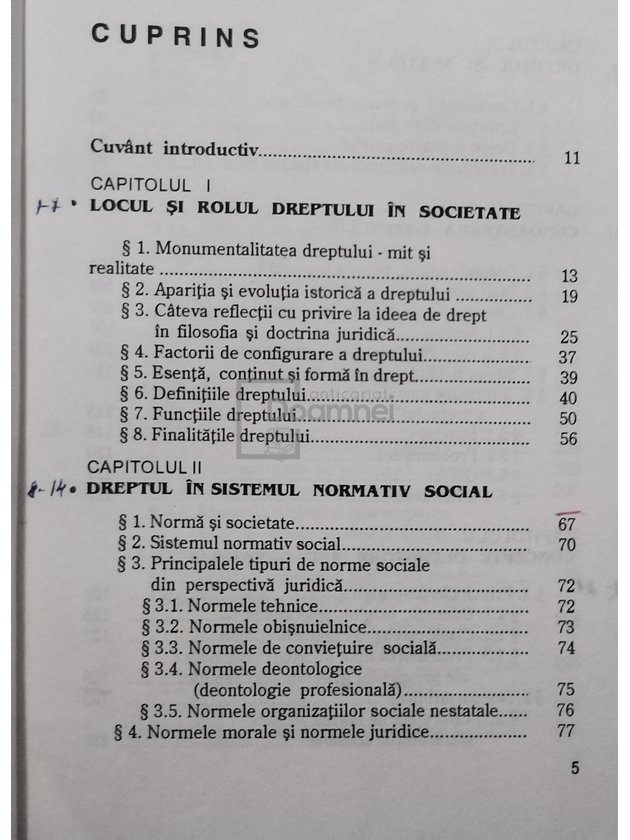 CUPRINS
Cuvânt introductiv.......................................................... 11
CAPITOLUL I
1-7 • LOCUL ŞI ROLUL DREPTULUI ÎN SOCIETATE
§ 1. Monumentalitatea dreptului - mit şi
realitate .......................................................................... 13
§ 2. Apariţia şi evoluţia istorică a dreptului ............... 19
§ 3. Câteva reflecţii cu privire la ideea de drept
în filosofia şi doctrina juridică............................ 25
§ 4. Factorii de configurare a dreptului...................... 37
§ 5. Esenţă, conţinut şi formă în drept........................ 39
§ 6. Definiţiile dreptului............................................... 40
§ 7. Funcţiile dreptului................................................. 50
§ 8. Finalităţile dreptului.............................................. 56
anticariat
Doamnei
CAPITOLUL II
8-14 • DREPTUL ÎN SISTEMUL NORMATIV SOCIAL
§ 1. Normă şi societate................................................. 67
§ 2. Sistemul normativ social........................................ 70
§ 3. Principalele tipuri de norme sociale
din perspectivă juridică........................................ 72
§ 3.1. Normele tehnice............................................. 72
§ 3.2. Normele obişnuielnice................................... 73
§ 3.3. Normele de convieţuire socială..................... 74
§ 3.4. Normele deontologice
(deontologie profesională)........................... 75
§ 3.5. Normele organizaţiilor sociale nestatale...... 76
§ 4. Normele morale şi normele juridice...................... 77
5